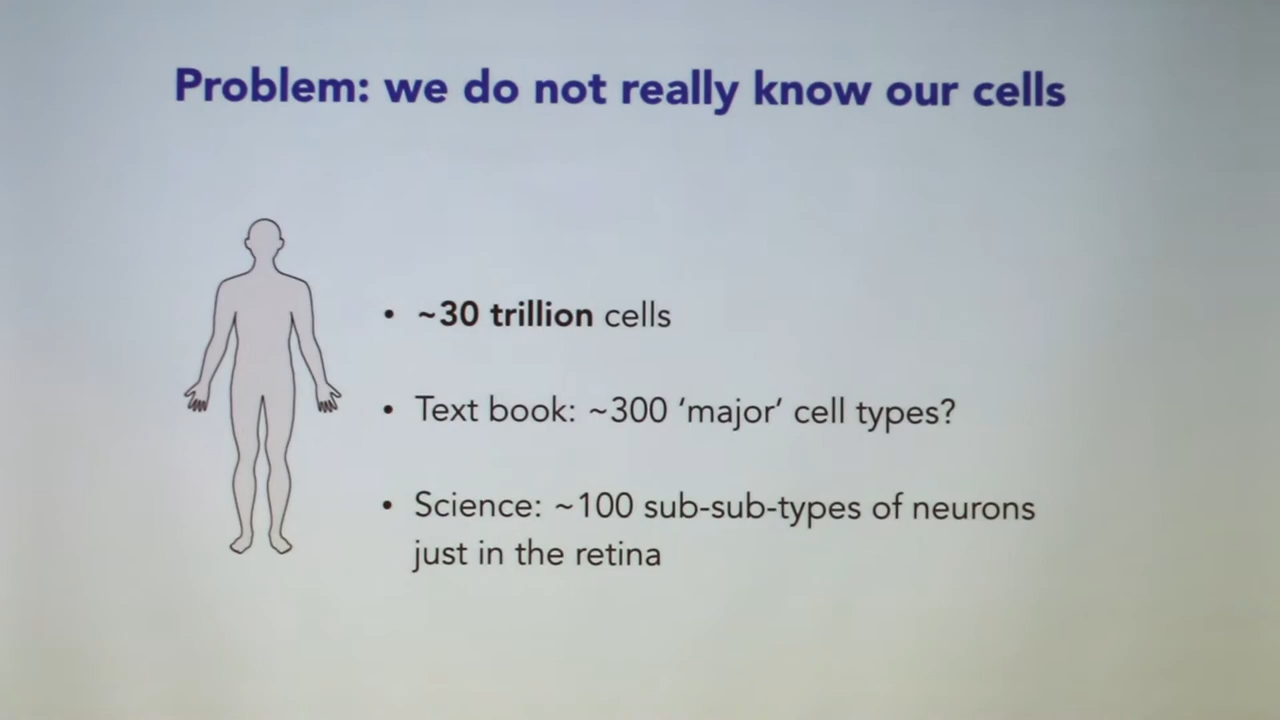 Problem: we do not really know our cells
• ~30 trillion cells
• Text book: ~300 ‘major’ cell types?
• Science: ~100 sub-sub-types of neurons
just in the retina